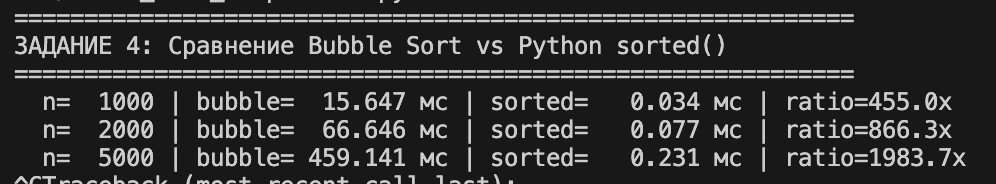 ============================================================
ЗАДАНИЕ 4: Сравнение Bubble Sort vs Python sorted()
============================================================
  n=  1000 | bubble=  15.647 мс | sorted=   0.034 мс | ratio=455.0x
  n=  2000 | bubble=  66.646 мс | sorted=   0.077 мс | ratio=866.3x
  n=  5000 | bubble= 459.141 мс | sorted=   0.231 мс | ratio=1983.7x
^CTraceback (most recent call last):